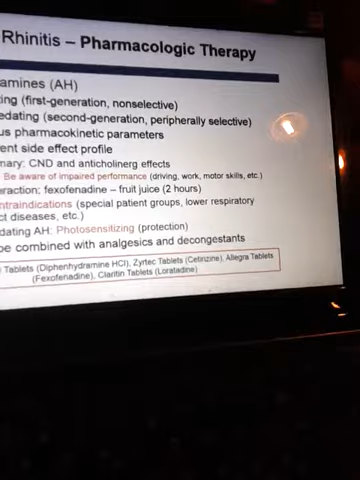 Rhinitis – Pharmacologic Therapy
amines (AH)
ing (first-generation, nonselective)
edating (second-generation, peripherally selective)
us pharmacokinetic parameters
ent side effect profile
mary: CND and anticholinerg effects
Be aware of impaired performance (driving, work, motor skills, etc.)
eraction: fexofenadine – fruit juice (2 hours)
ntraindications (special patient groups, lower respiratory
ct diseases, etc.)
dating AH: Photosensitizing (protection)
be combined with analgesics and decongestants
Tablets (Diphenhydramine HCl), Zyrtec Tablets (Cetirizine), Allegra Tablets
(Fexofenadine), Claritin Tablets (Loratadine)